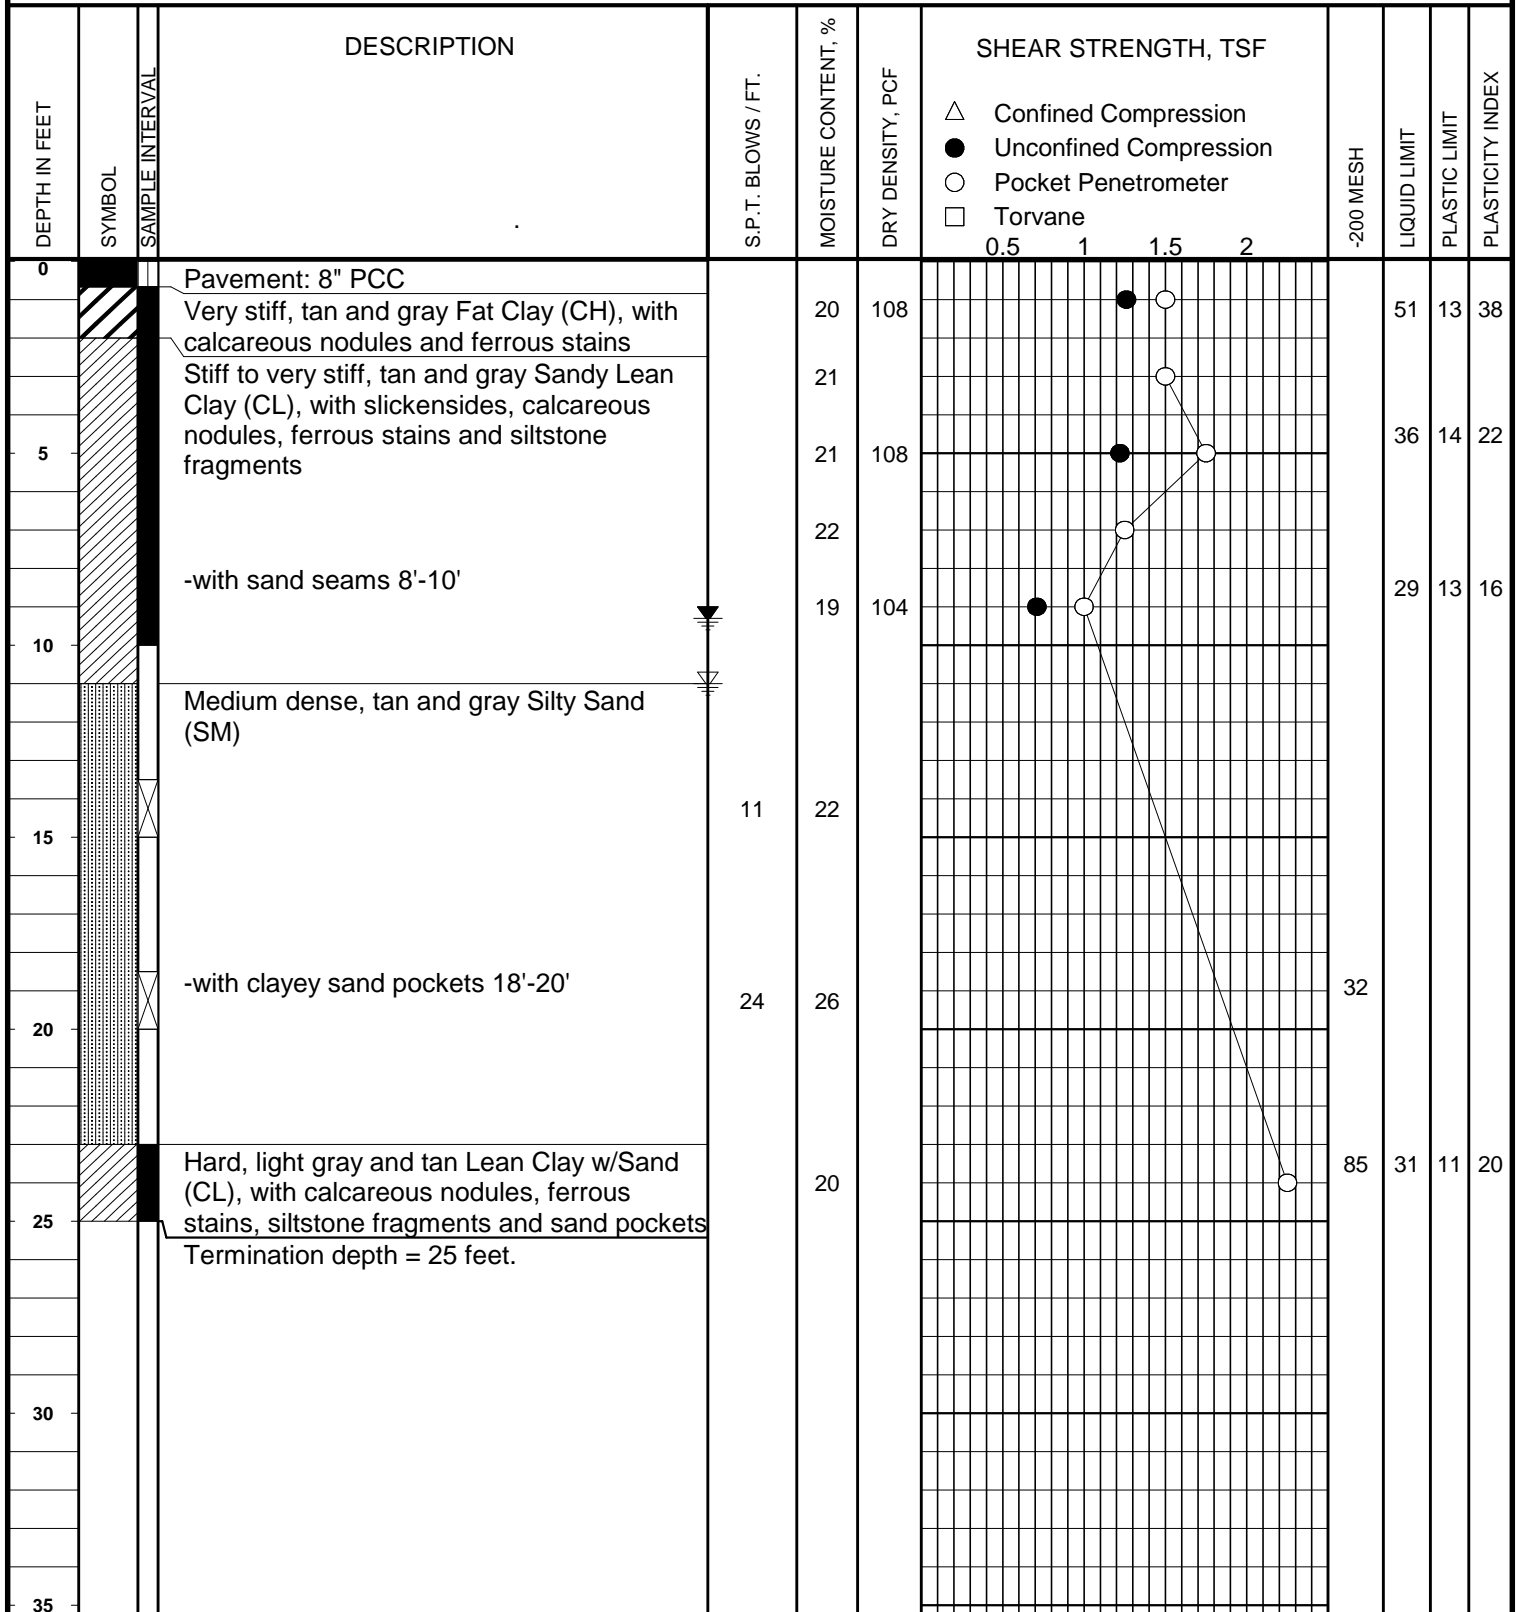 DEPTH IN FEET
SYMBOL
SAMPLE INTERVAL
DESCRIPTION
.
S.P.T. BLOWS / FT.
MOISTURE CONTENT, %
DRY DENSITY, PCF
SHEAR STRENGTH, TSF
Confined Compression
Unconfined Compression
Pocket Penetrometer
Torvane
0.5 1 1.5 2
-200 MESH
LIQUID LIMIT
PLASTIC LIMIT
PLASTICITY INDEX
0
Pavement: 8" PCC
Very stiff, tan and gray Fat Clay (CH), with
20 108 51 13 38
calcareous nodules and ferrous stains
Stiff to very stiff, tan and gray Sandy Lean
21
Clay (CL), with slickensides, calcareous
nodules, ferrous stains and siltstone
36 14 22
5
21 108
fragments
22
-with sand seams 8'-10'
29 13 16
19 104
10
Medium dense, tan and gray Silty Sand
(SM)
11 22
15
-with clayey sand pockets 18'-20'
32
24 26
20
Hard, light gray and tan Lean Clay w/Sand
85 31 11 20
20
(CL), with calcareous nodules, ferrous
25
stains, siltstone fragments and sand pockets
Termination depth = 25 feet.
30
35